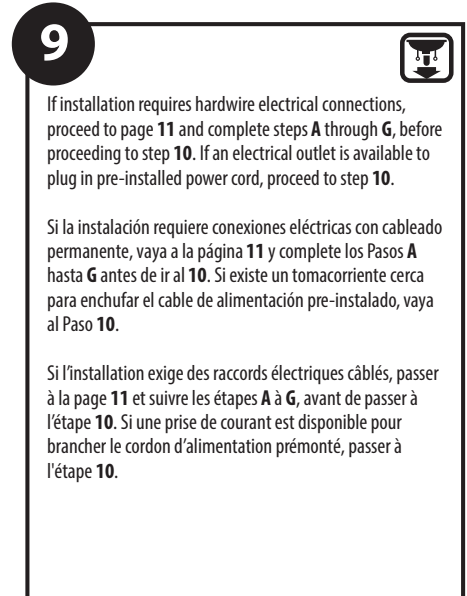 9
If installation requires hardwire electrical connections,
proceed to page 11 and complete steps A through G, before
proceeding to step 10. If an electrical outlet is available to
plug in pre-installed power cord, proceed to step 10.
Si la instalación requiere conexiones eléctricas con cableado
permanente, vaya a la página 11 y complete los Pasos A
hasta G antes de ir al 10. Si existe un tomacorriente cerca
para enchufar el cable de alimentación pre-instalado, vaya
al Paso 10.
Si l’installation exige des raccords électriques câblés, passer
à la page 11 et suivre les étapes A à G, avant de passer à
l’étape 10. Si une prise de courant est disponible pour
brancher le cordon d’alimentation prémonté, passer à
l'étape 10.